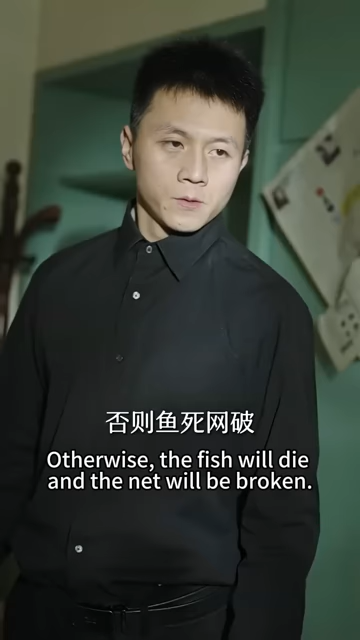 否则鱼死网破
Otherwise, the fish will die
and the net will be broken.